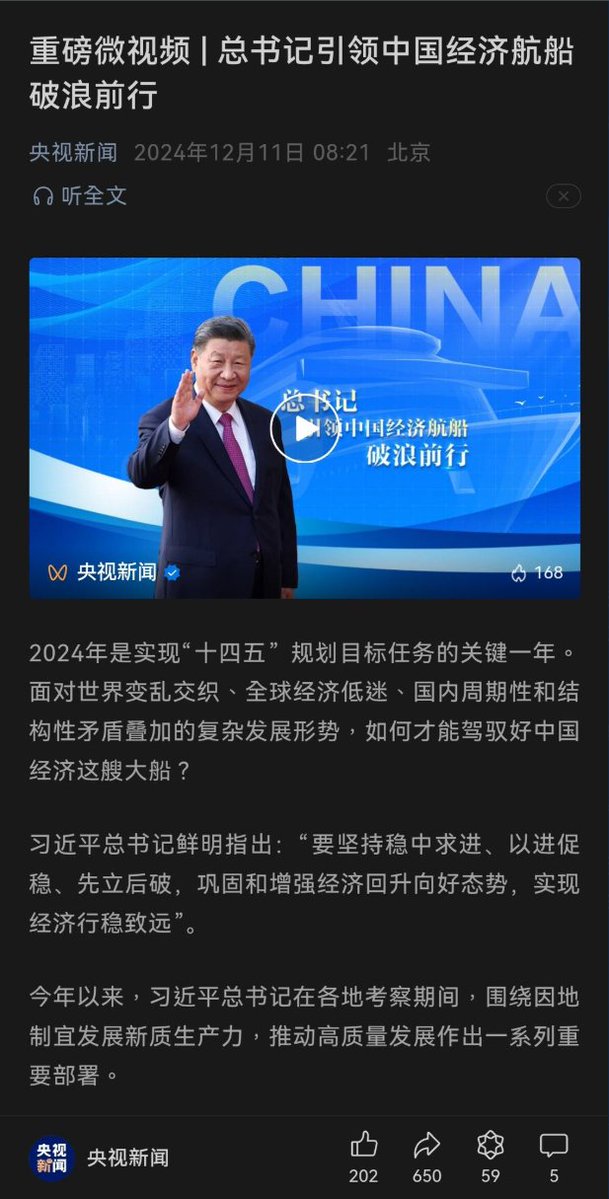 重磅微视频 | 总书记引领中国经济航船
破浪前行
央视新闻 2024年12月11日 08:21 北京
听全文
CHINA
总书记
引领中国经济航船
破浪前行
央视新闻
168
2024年是实现“十四五”规划目标任务的关键一年。
面对世界变乱交织、全球经济低迷、国内周期性和结
构性矛盾叠加的复杂发展形势，如何才能驾驭好中国
经济这艘大船？
习近平总书记鲜明指出：“要坚持稳中求进、以进促
稳、先立后破，巩固和增强经济回升向好态势，实现
经济行稳致远”。
今年以来，习近平总书记在各地考察期间，围绕因地
制宜发展新质生产力，推动高质量发展作出一系列重
要部署。
央视
新闻
央视新闻
202
650
59
5